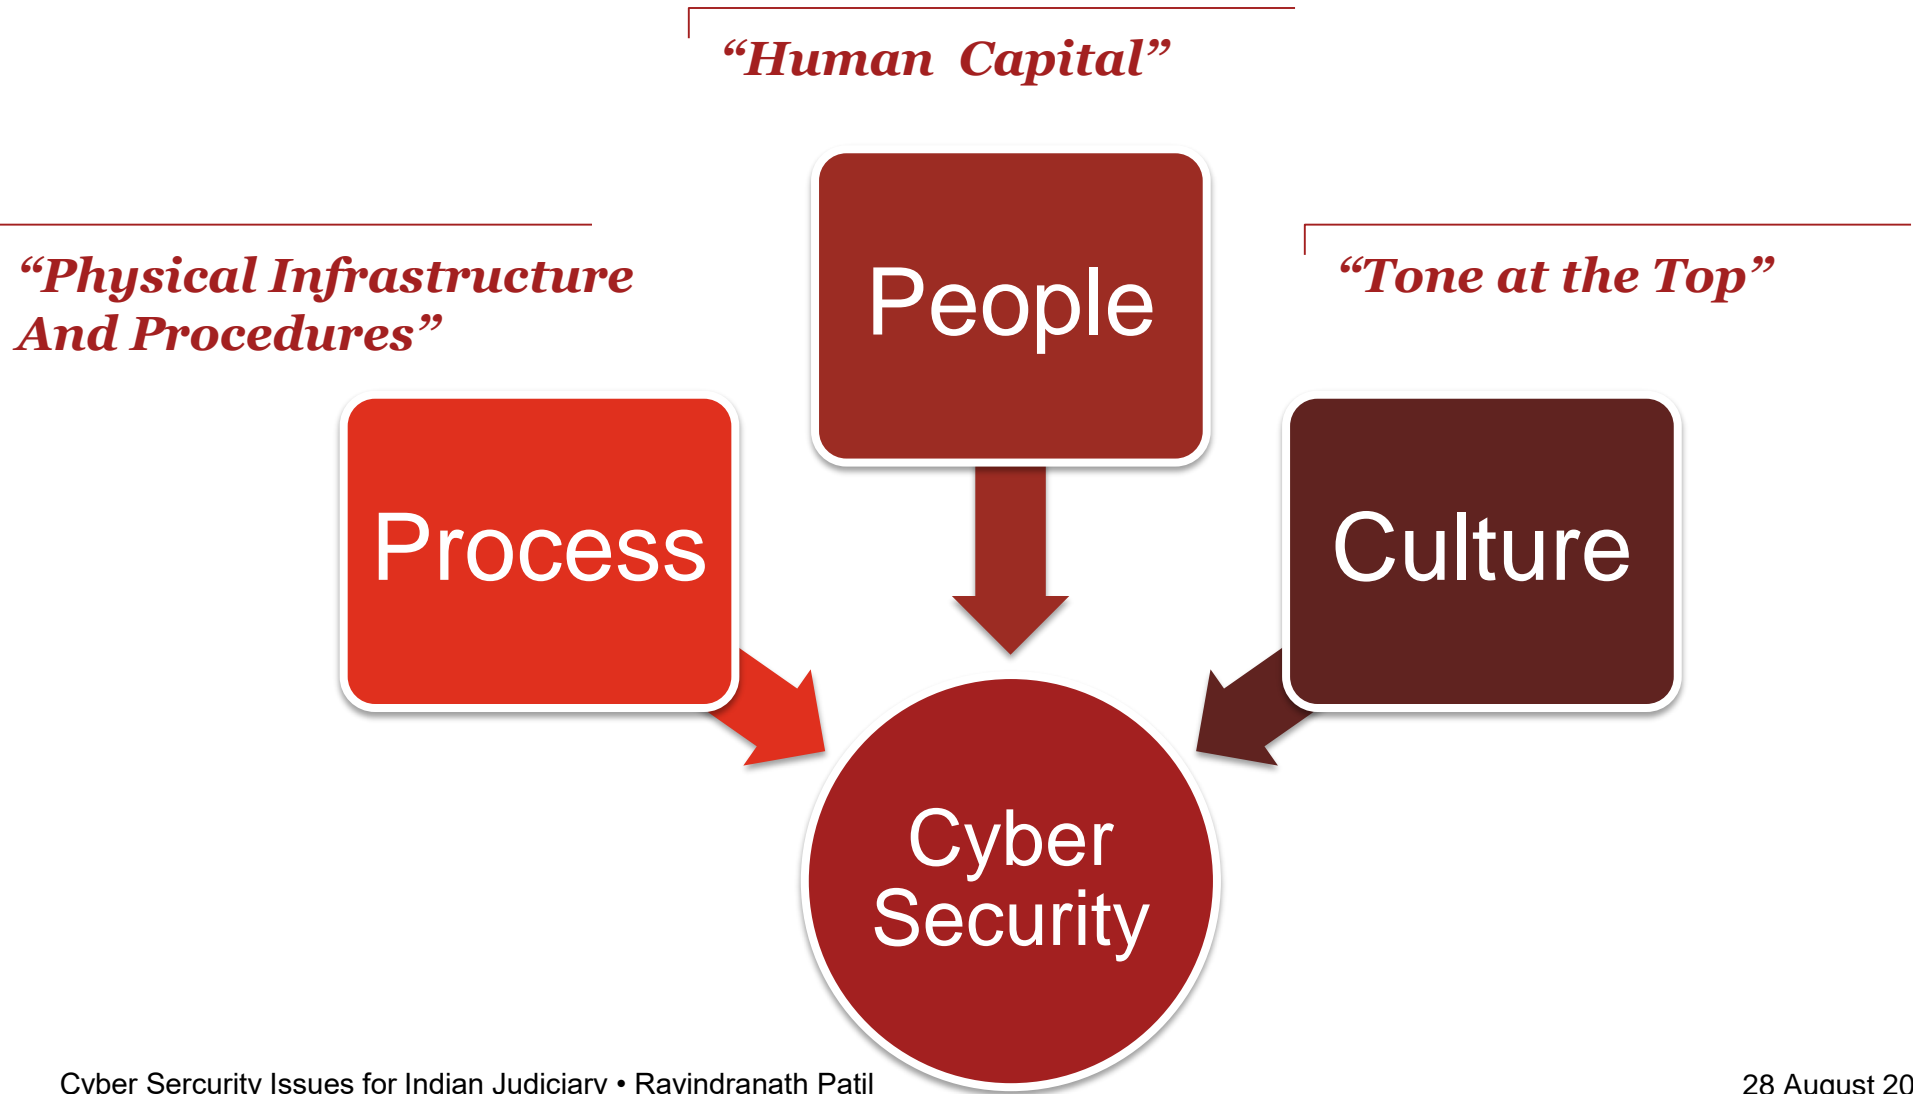 “Human Capital”
“Physical Infrastructure
And Procedures”
“Tone at the Top”
People
Process
Culture
Cyber
Security
Cyber Sercurity Issues for Indian Judiciary • Ravindranath Patil
28 August 20